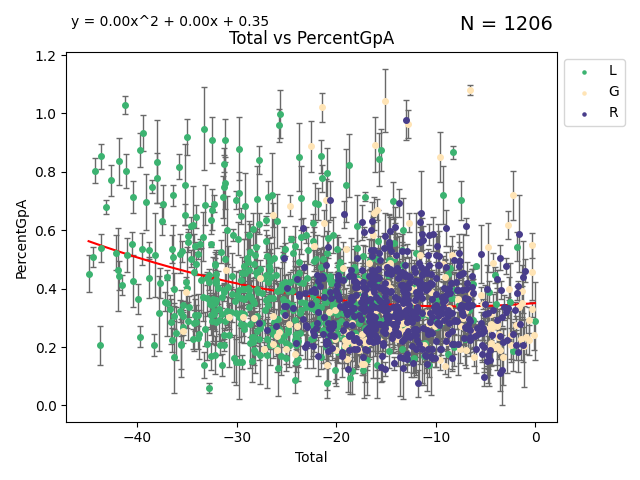 y = 0.00x^2 + 0.00x + 0.35
N = 1206
Total vs PercentGpA
1.2
1.0
0.8
0.6
0.4
0.2
0.0
PercentGpA
−40
−30
−20
−10
0
Total
L
G
R